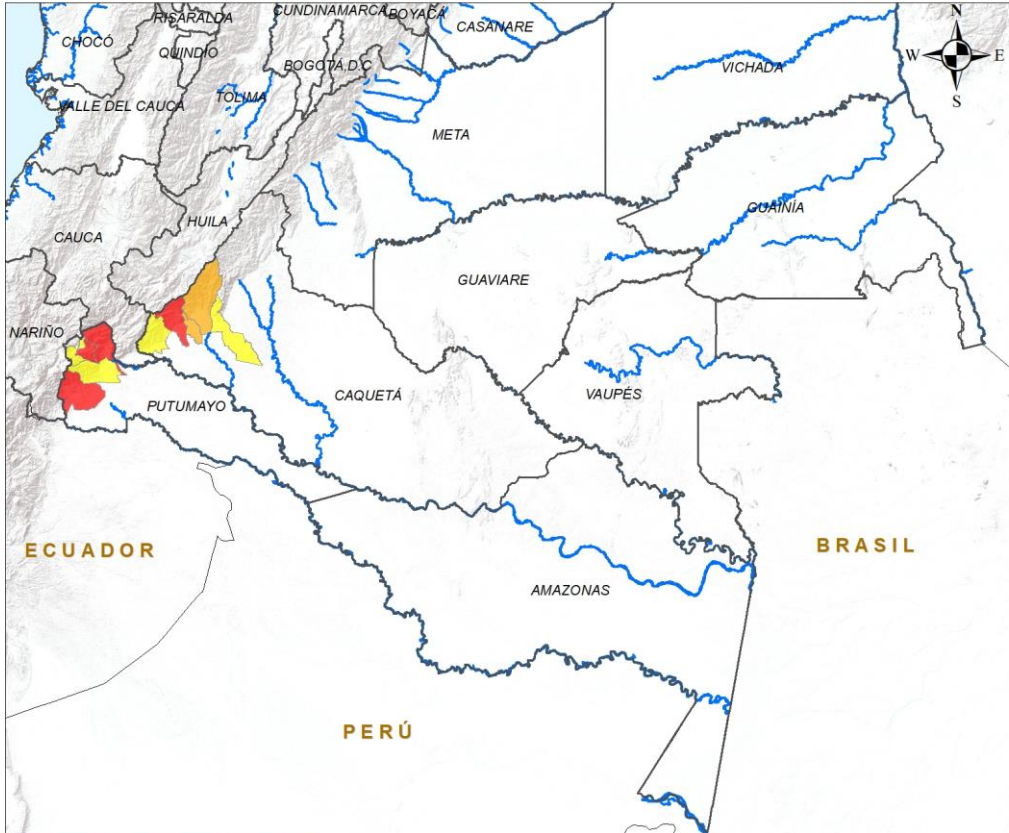 RISARALDA
CUNDINAMARCA
BOYACÁ
CASANARE
CHOCÓ
QUINDIO
BOGOTÁ D.C
VICHADA
N
W
E
S
VALLE DEL CAUCA
TOLIMA
META
HUILA
GUAINÍA
CAUCA
GUAVIARE
NARIÑO
PUTUMAYO
CAQUETÁ
VAUPÉS
ECUADOR
BRASIL
AMAZONAS
PERÚ